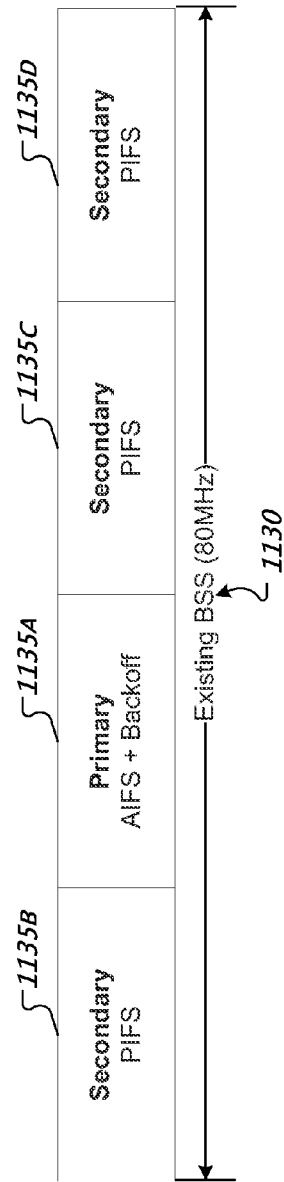 1135B
1135A
1135C
1135D
Secondary
PIFS
Primary
AIFS + Backoff
Secondary
PIFS
Secondary
PIFS
Existing BSS (80MHz)
1130